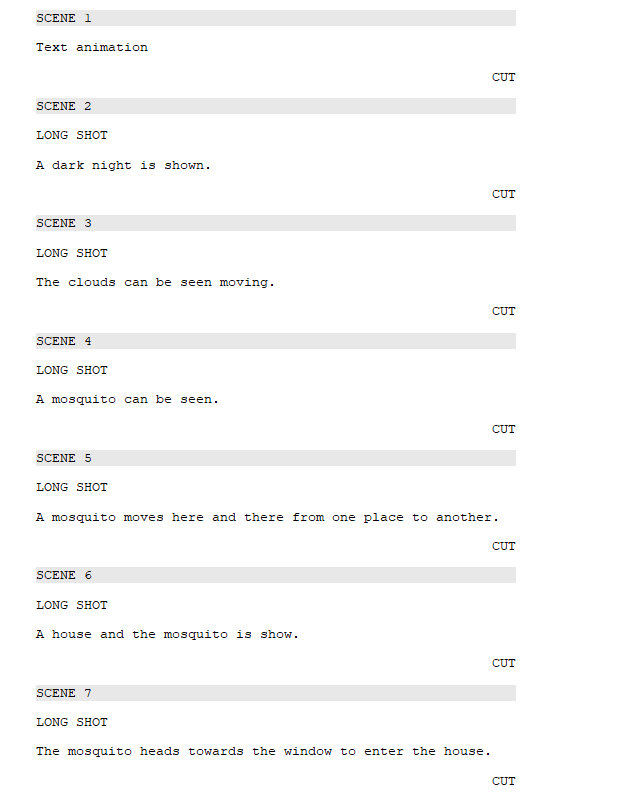 SCENE 1
Text animation
CUT
SCENE 2
LONG SHOT
A dark night is shown.
CUT
SCENE 3
LONG SHOT
The clouds can be seen moving.
CUT
SCENE 4
LONG SHOT
A mosquito can be seen.
CUT
SCENE 5
LONG SHOT
A mosquito moves here and there from one place to another.
CUT
SCENE 6
LONG SHOT
A house and the mosquito is show.
CUT
SCENE 7
LONG SHOT
The mosquito heads towards the window to enter the house.
CUT